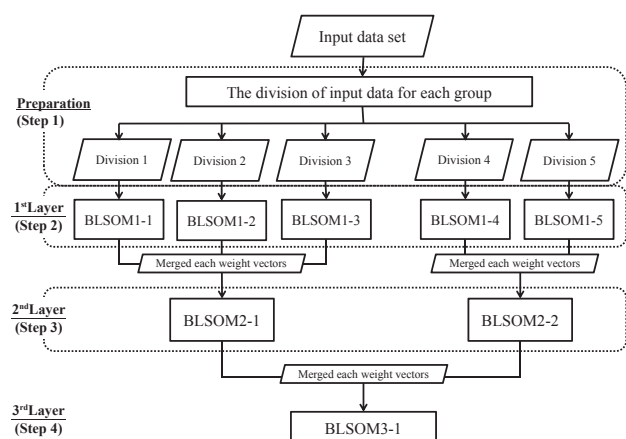 Input data set
Preparation
(Step 1)
The division of input data for each group
Division 1
Division 2
Division 3
Division 4
Division 5
1stLayer
(Step 2)
BLSOM1-1
BLSOM1-2
BLSOM1-3
BLSOM1-4
BLSOM1-5
Merged each weight vectors
Merged each weight vectors
2ndLayer
(Step 3)
BLSOM2-1
BLSOM2-2
Merged each weight vectors
3rdLayer
(Step 4)
BLSOM3-1